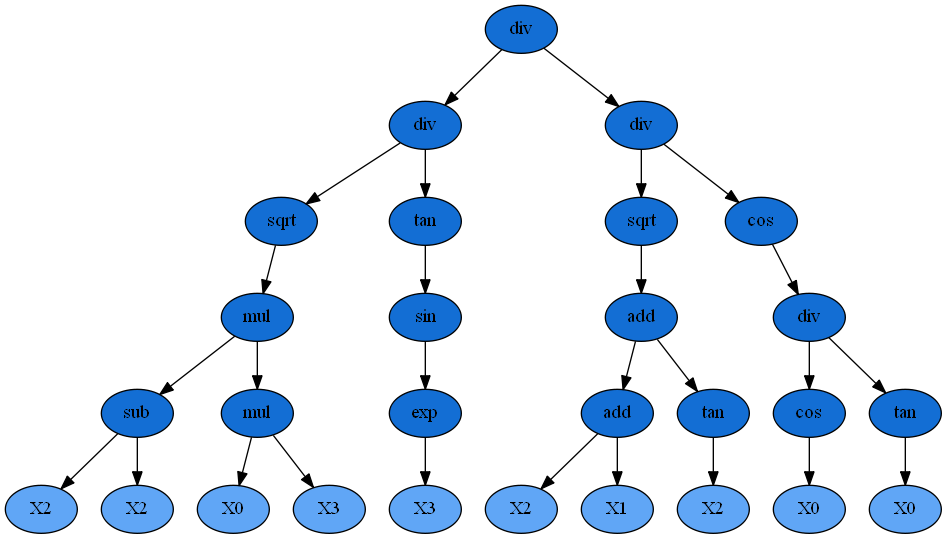 div
div div
sqrt tan sqrt cos
mul sin add div
sub mul exp add tan cos tan
X2 X2 X0 X3 X3 X2 X1 X2 X0 X0